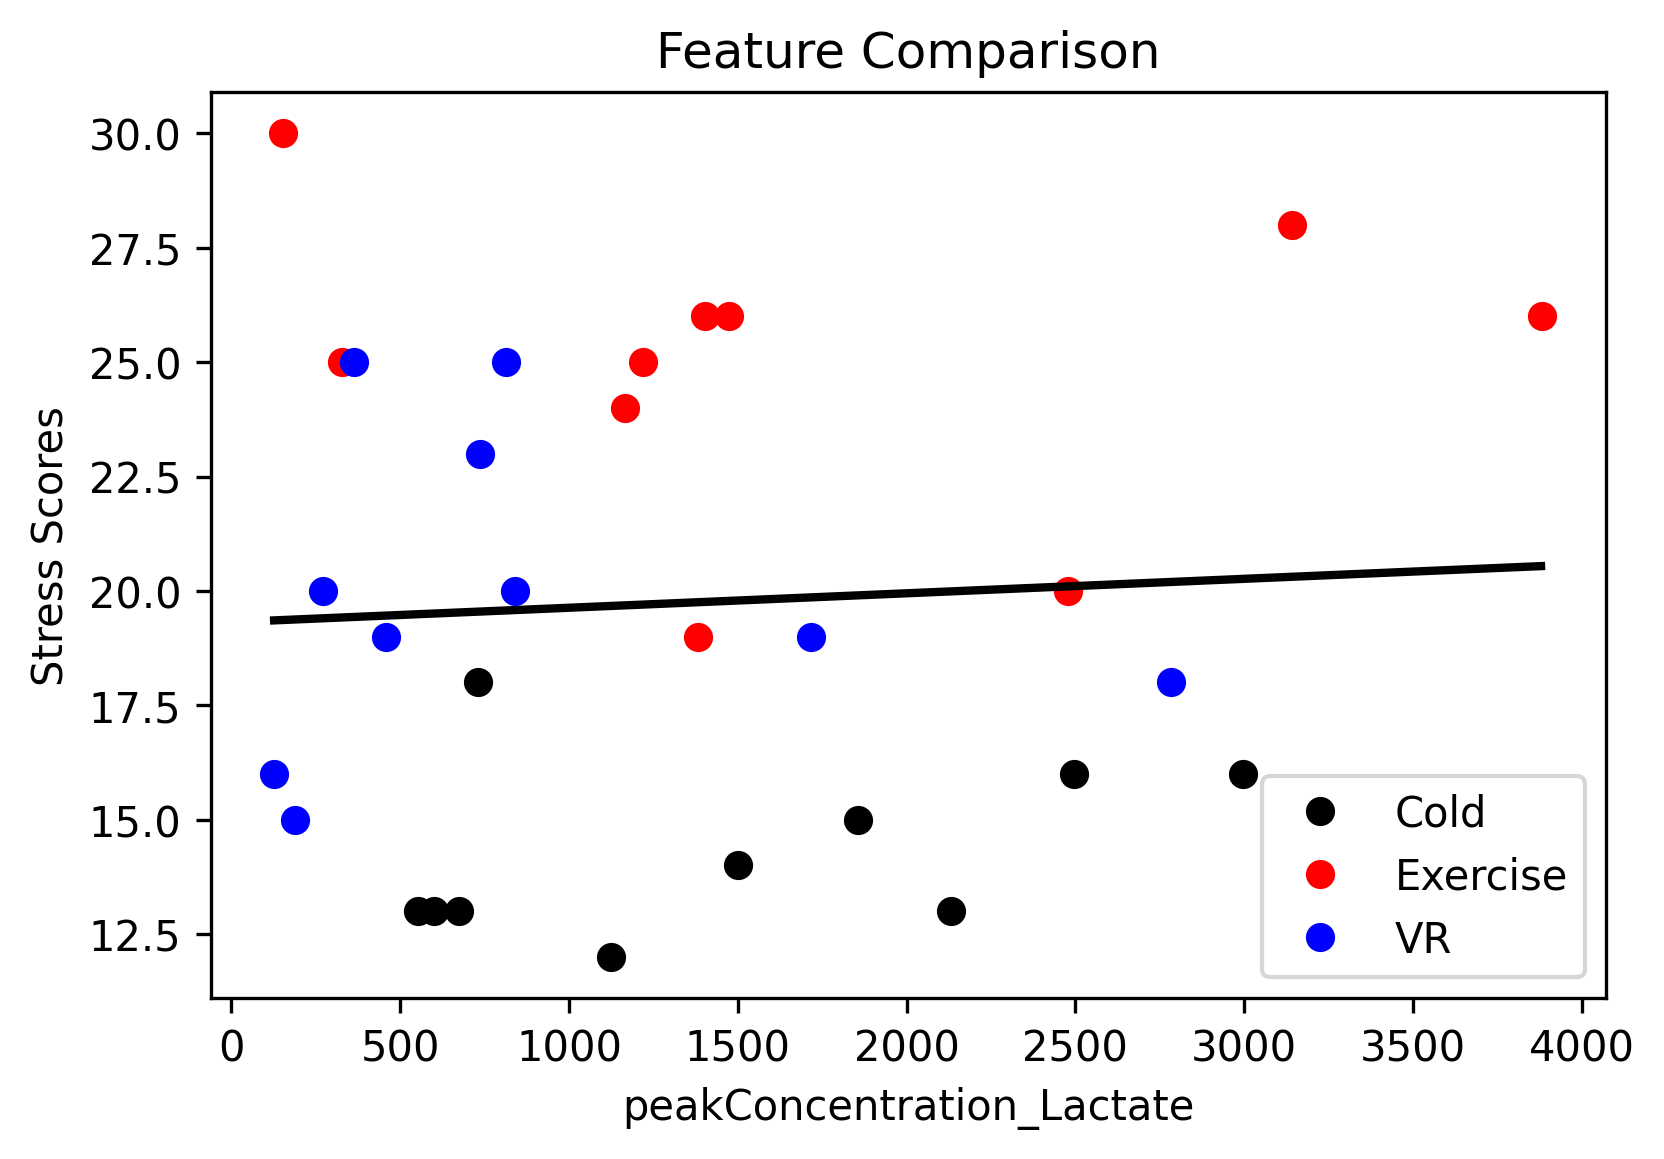 Feature Comparison
30.0
27.5
25.0
22.5
20.0
17.5
15.0
12.5
Stress Scores
Cold
Exercise
VR
0 500 1000 1500 2000 2500 3000 3500 4000
peakConcentration_Lactate